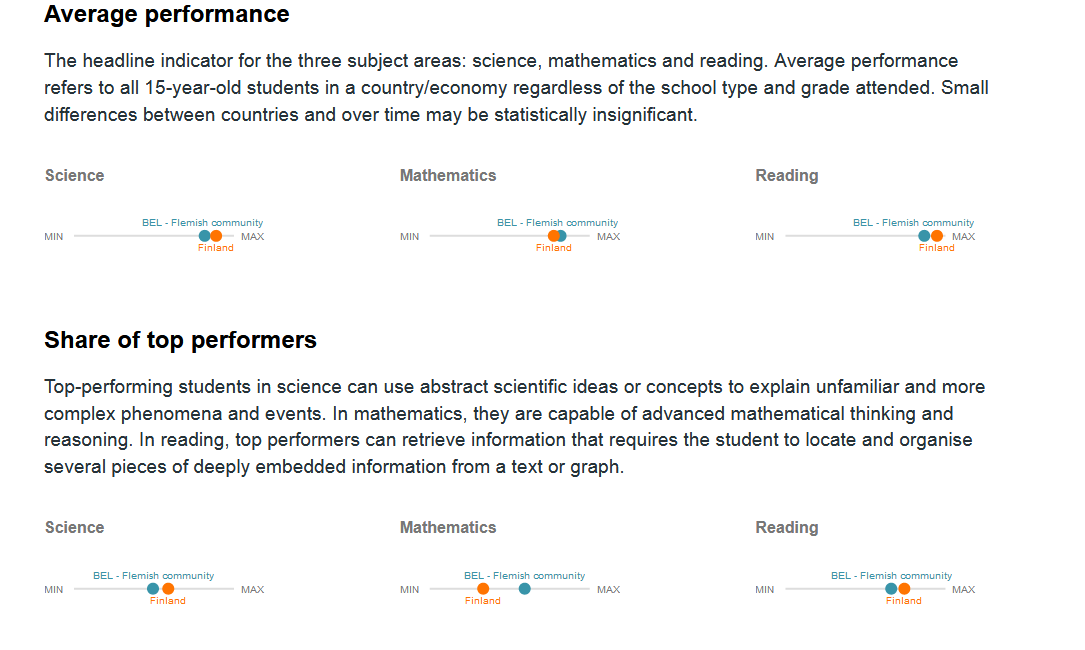 Average performance
The headline indicator for the three subject areas: science, mathematics and reading. Average performance
refers to all 15-year-old students in a country/economy regardless of the school type and grade attended. Small
differences between countries and over time may be statistically insignificant.
Science
BEL - Flemish community
MIN
MAX
Finland
Mathematics
BEL - Flemish community
MIN
MAX
Finland
Reading
BEL - Flemish community
MIN
MAX
Finland
Share of top performers
Top-performing students in science can use abstract scientific ideas or concepts to explain unfamiliar and more
complex phenomena and events. In mathematics, they are capable of advanced mathematical thinking and
reasoning. In reading, top performers can retrieve information that requires the student to locate and organise
several pieces of deeply embedded information from a text or graph.
Science
BEL - Flemish community
MIN
MAX
Finland
Mathematics
BEL - Flemish community
MIN
MAX
Finland
Reading
BEL - Flemish community
MIN
MAX
Finland